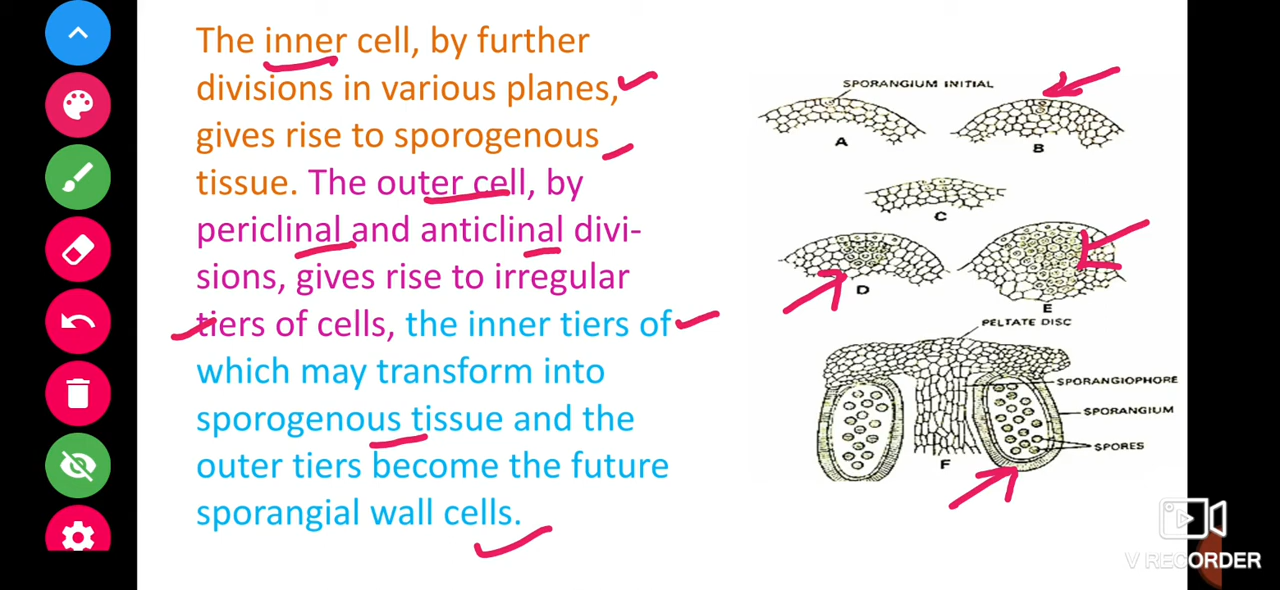 The inner cell, by further
divisions in various planes,
gives rise to sporogenous
tissue. The outer cell, by
periclinal and anticlinal divi-
sions, gives rise to irregular
tiers of cells, the inner tiers of
which may transform into
sporogenous tissue and the
outer tiers become the future
sporangial wall cells.
SPORANGIUM INITIAL
A
B
C
D
E
PELTATE DISC
SPORANGIOPHORE
SPORANGIUM
SPORES
F
V RECORDER